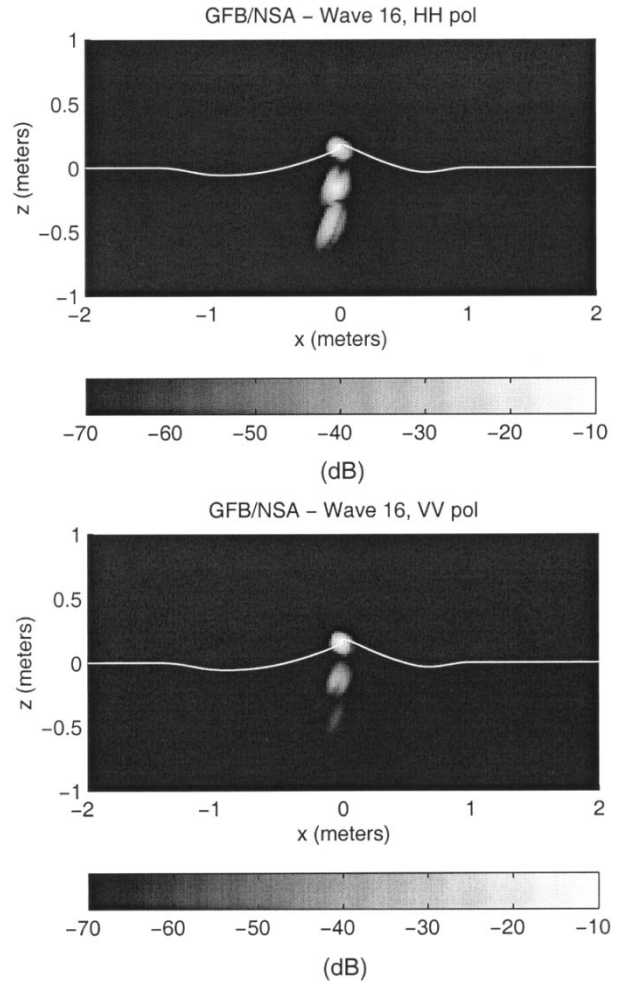 GFB/NSA – Wave 16, HH pol
1
0.5
0
−0.5
−1
z (meters)
−2 −1 0 1 2
x (meters)
−70 −60 −50 −40 −30 −20 −10
(dB)
GFB/NSA – Wave 16, VV pol
1
0.5
0
−0.5
−1
z (meters)
−2 −1 0 1 2
x (meters)
−70 −60 −50 −40 −30 −20 −10
(dB)